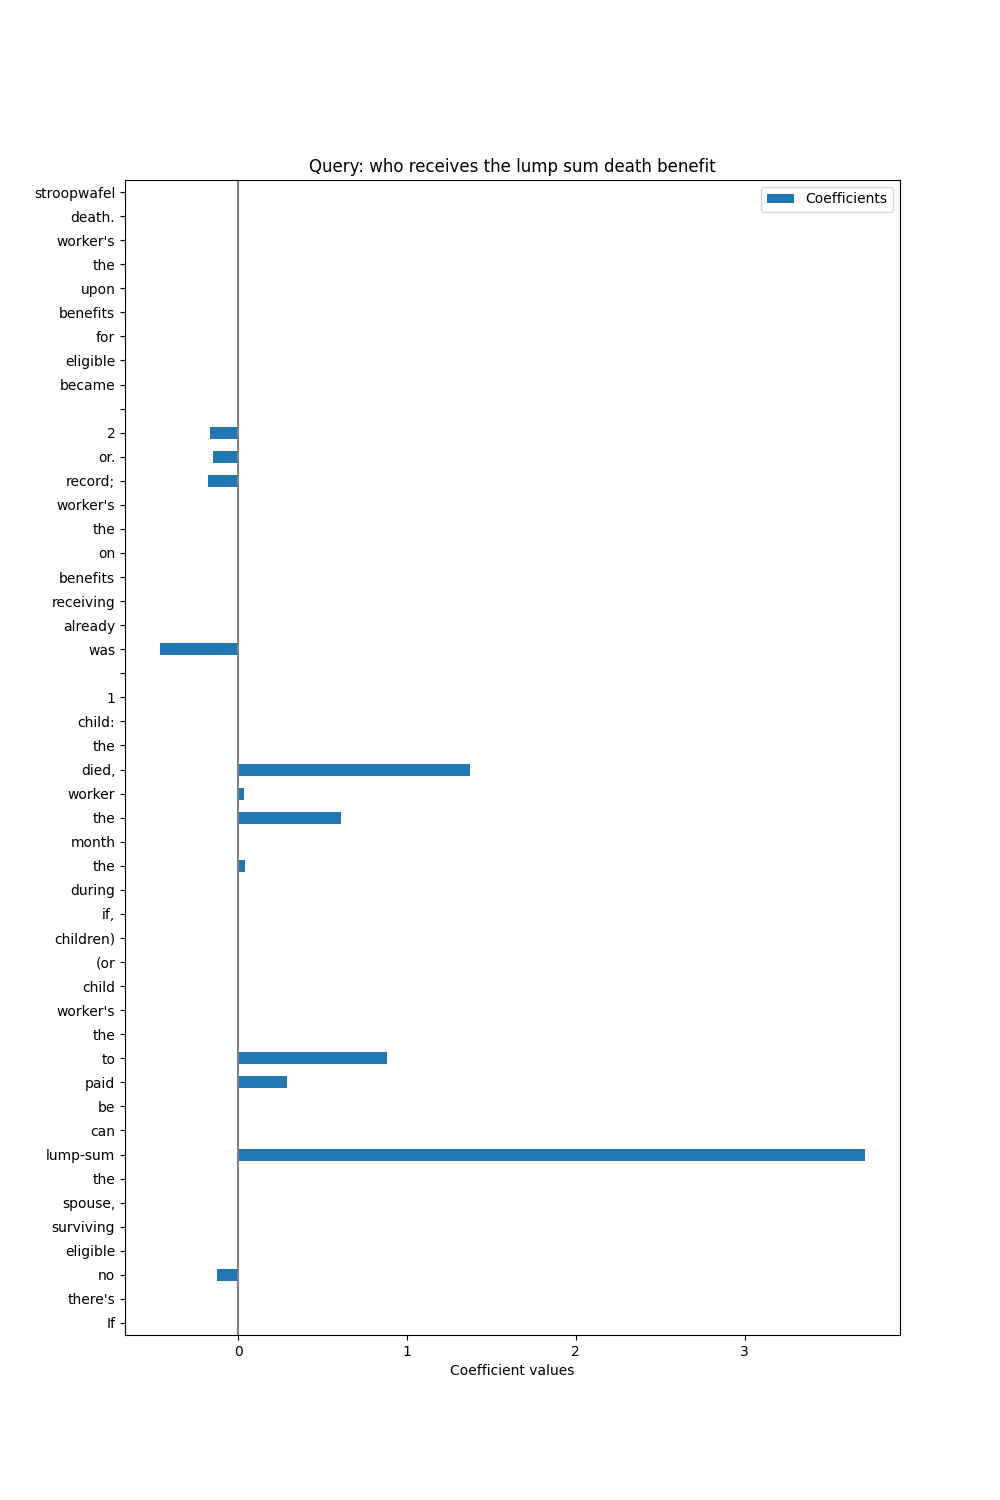 Query: who receives the lump sum death benefit
Coefficients
stroopwafel
death.
worker's
the
upon
benefits
for
eligible
became
2
or.
record;
worker's
the
on
benefits
receiving
already
was
1
child:
the
died,
worker
the
month
the
during
if,
children)
(or
child
worker's
the
to
paid
be
can
lump-sum
the
spouse,
surviving
eligible
no
there's
If
0 1 2 3
Coefficient values